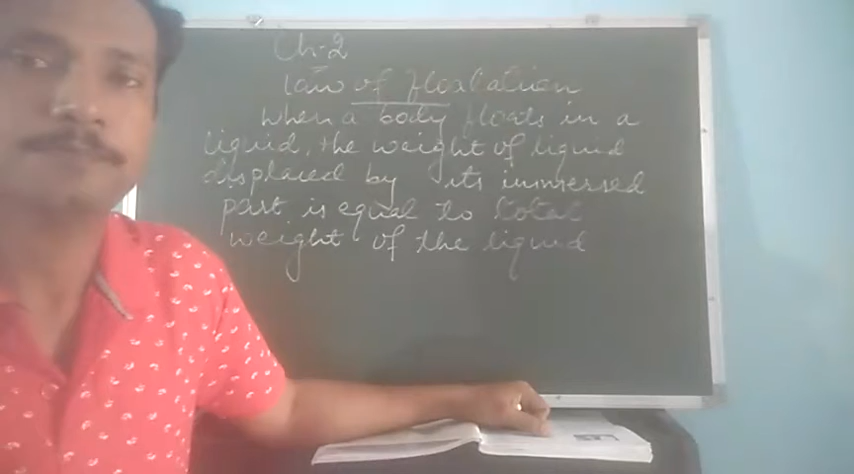 Ch-2
Law of floatation
When a body floats in a
liquid, the weight of liquid
displaced by its immersed
part is equal to total
weight of the liquid